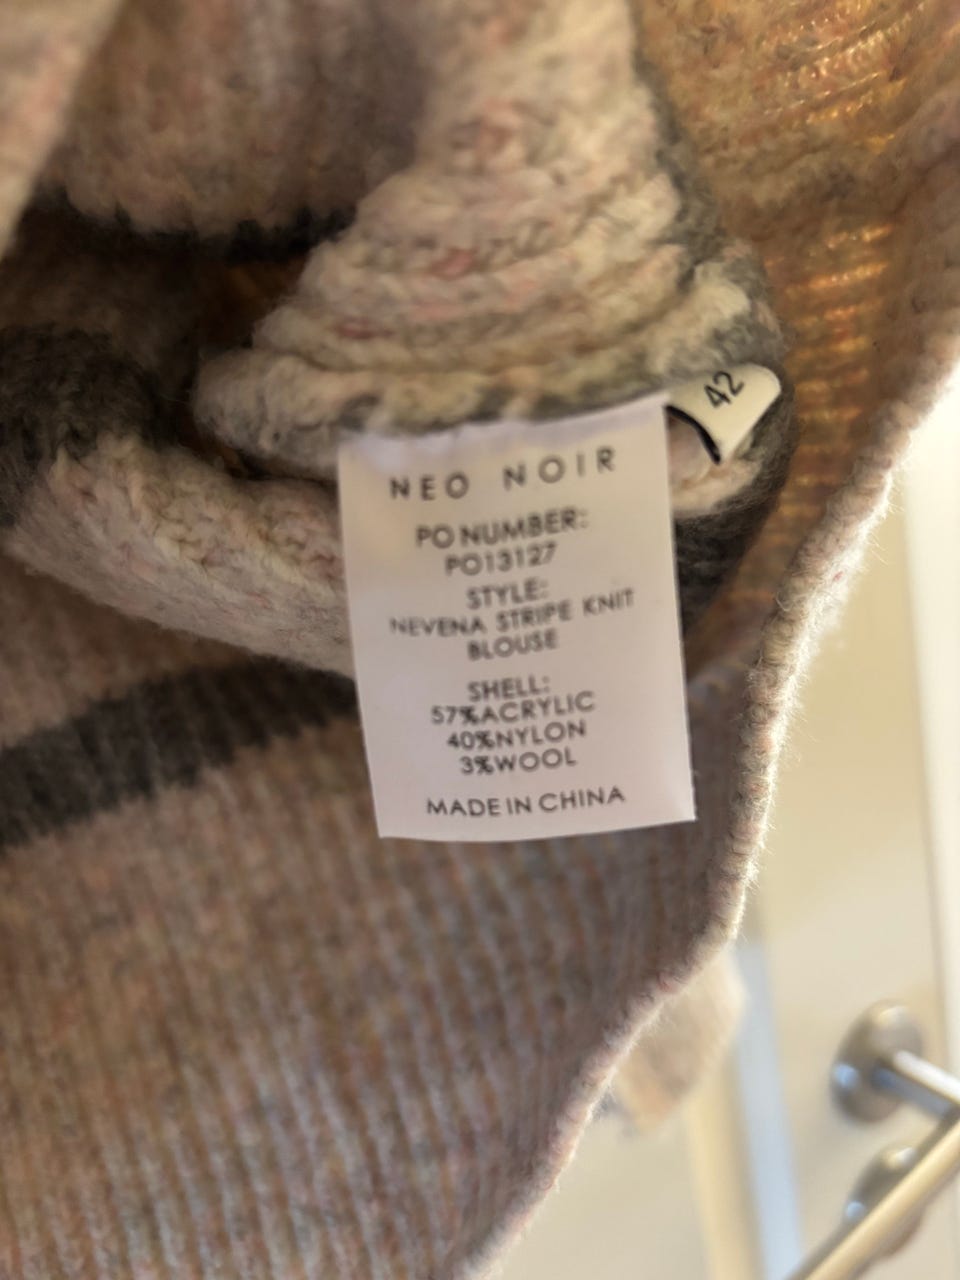 42
NEO NOIR
PO NUMBER:
PO13127
STYLE:
NEVENA STRIPE KNIT
BLOUSE
SHELL:
57%ACRYLIC
40%NYLON
3%WOOL
MADE IN CHINA